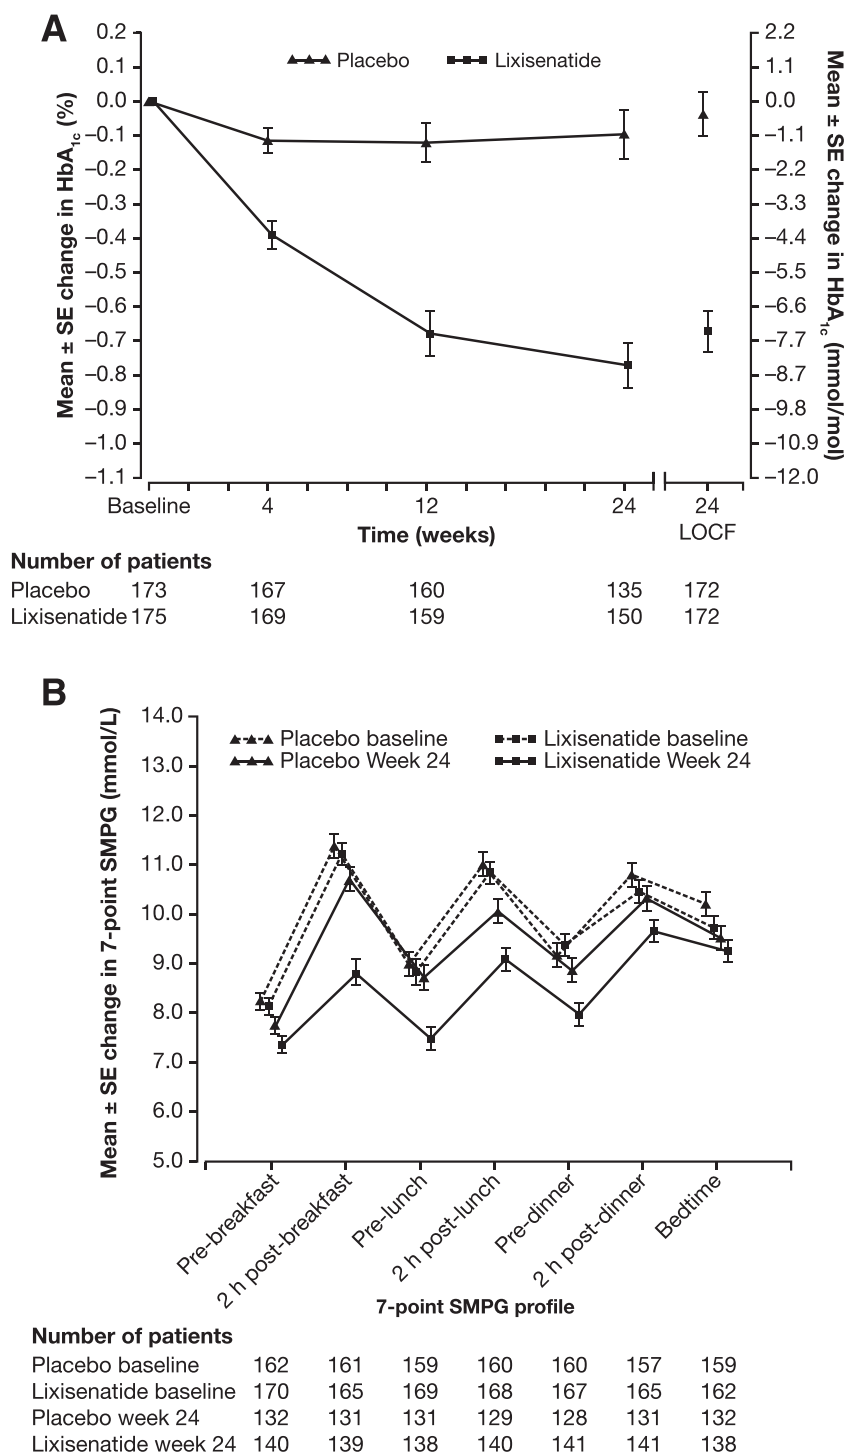 A
Placebo
Lixisenatide
Mean ± SE change in HbA1c (%)
0.2
0.1
0.0
–0.1
–0.2
–0.3
–0.4
–0.5
–0.6
–0.7
–0.8
–0.9
–1.0
–1.1
2.2
1.1
0.0
–1.1
–2.2
–3.3
–4.4
–5.5
–6.6
–7.7
–8.7
–9.8
–10.9
–12.0
Mean ± SE change in HbA1c (mmol/mol)
Baseline 4 12 24 24
LOCF
Time (weeks)
Number of patients
Placebo 173 167 160 135 172
Lixisenatide 175 169 159 150 172
B
Mean ± SE change in 7-point SMPG (mmol/L)
14.0
13.0
12.0
11.0
10.0
9.0
8.0
7.0
6.0
5.0
Placebo baseline Lixisenatide baseline
Placebo Week 24 Lixisenatide Week 24
Pre-breakfast
2 h post-breakfast
Pre-lunch
2 h post-lunch
Pre-dinner
2 h post-dinner
Bedtime
7-point SMPG profile
Number of patients
Placebo baseline 162 161 159 160 160 157 159
Lixisenatide baseline 170 165 169 168 167 165 162
Placebo week 24 132 131 131 129 128 131 132
Lixisenatide week 24 140 139 138 140 141 141 138